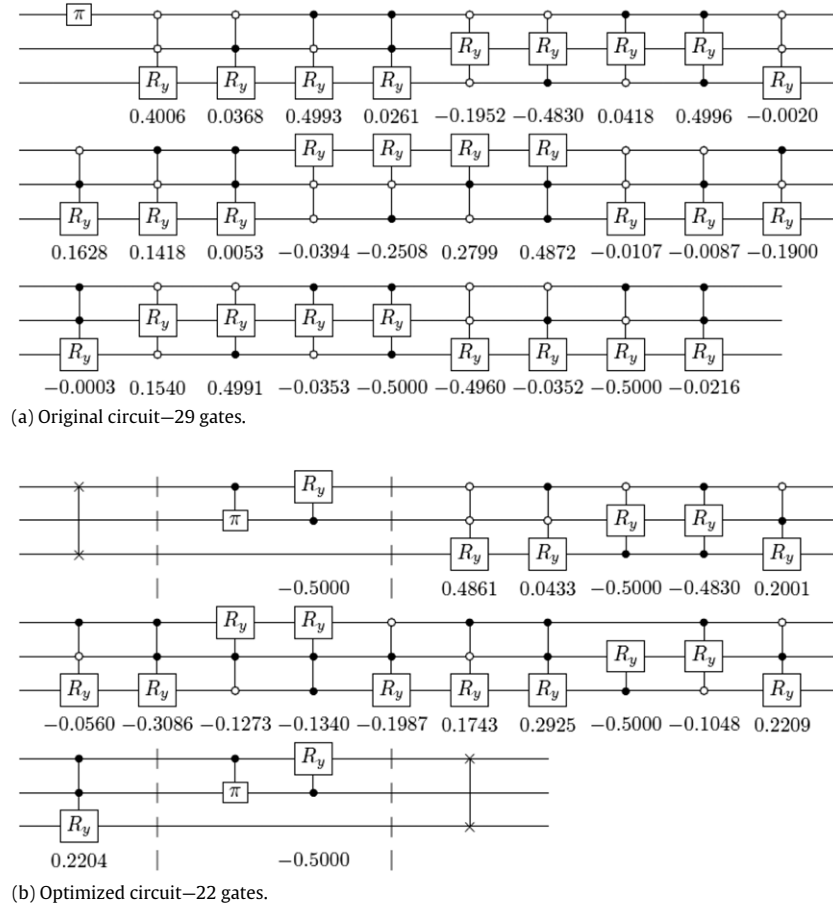 π
R_y R_y R_y R_y
R_y R_y R_y R_y R_y
0.4006 0.0368 0.4993 0.0261 −0.1952 −0.4830 0.0418 0.4996 −0.0020
R_y R_y R_y R_y
R_y R_y R_y R_y R_y R_y
0.1628 0.1418 0.0053 −0.0394 −0.2508 0.2799 0.4872 −0.0107 −0.0087 −0.1900
R_y R_y R_y R_y
R_y R_y R_y R_y R_y
−0.0003 0.1540 0.4991 −0.0353 −0.5000 −0.4960 −0.0352 −0.5000 −0.0216
(a) Original circuit—29 gates.
R_y
π R_y R_y
R_y R_y R_y
−0.5000 0.4861 0.0433 −0.5000 −0.4830 0.2001
R_y R_y
R_y R_y
R_y R_y R_y R_y R_y R_y
−0.0560 −0.3086 −0.1273 −0.1340 −0.1987 0.1743 0.2925 −0.5000 −0.1048 0.2209
R_y
π
R_y
0.2204 −0.5000
(b) Optimized circuit—22 gates.